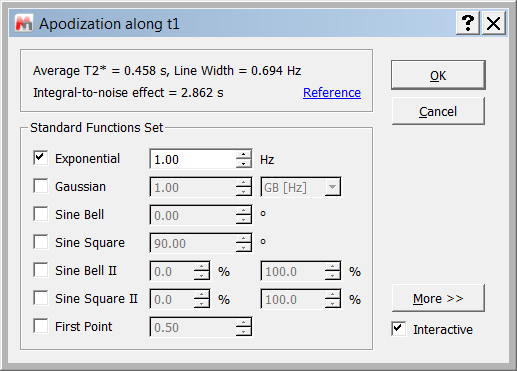 Apodization along t1
Average T2* = 0.458 s, Line Width = 0.694 Hz
Integral-to-noise effect = 2.862 s Reference
OK
Cancel
Standard Functions Set
Exponential 1.00 Hz
Gaussian 1.00 GB [Hz]
Sine Bell 0.00 º
Sine Square 90.00 º
Sine Bell II 0.0 % 100.0 %
Sine Square II 0.0 % 100.0 %
First Point 0.50
More >>
Interactive